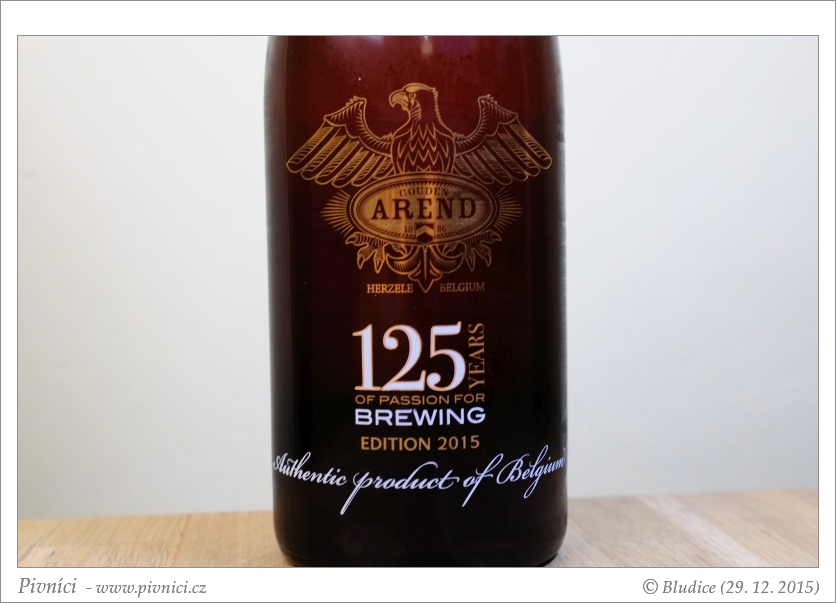 GOUDEN
AREND
18 86
HERZELE BELGIUM
125 YEARS
OF PASSION FOR
BREWING
EDITION 2015
Authentic product of Belgium
Pivníci - www.pivnici.cz
© Bludice (29. 12. 2015)